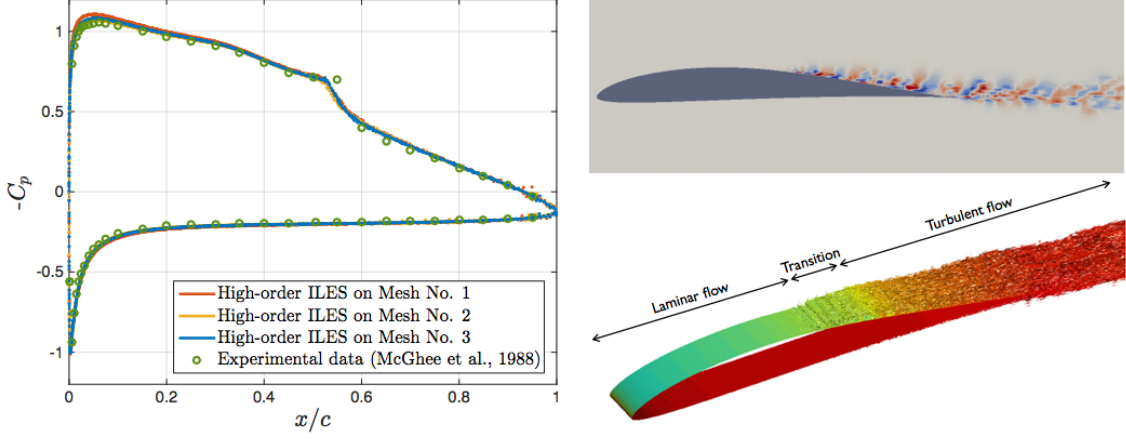 1
0.5
0
-0.5
-1
-C_p
High-order ILES on Mesh No. 1
High-order ILES on Mesh No. 2
High-order ILES on Mesh No. 3
Experimental data (McGhee et al., 1988)
0
0.2
0.4
0.6
0.8
1
x/c
Laminar flow
Transition
Turbulent flow